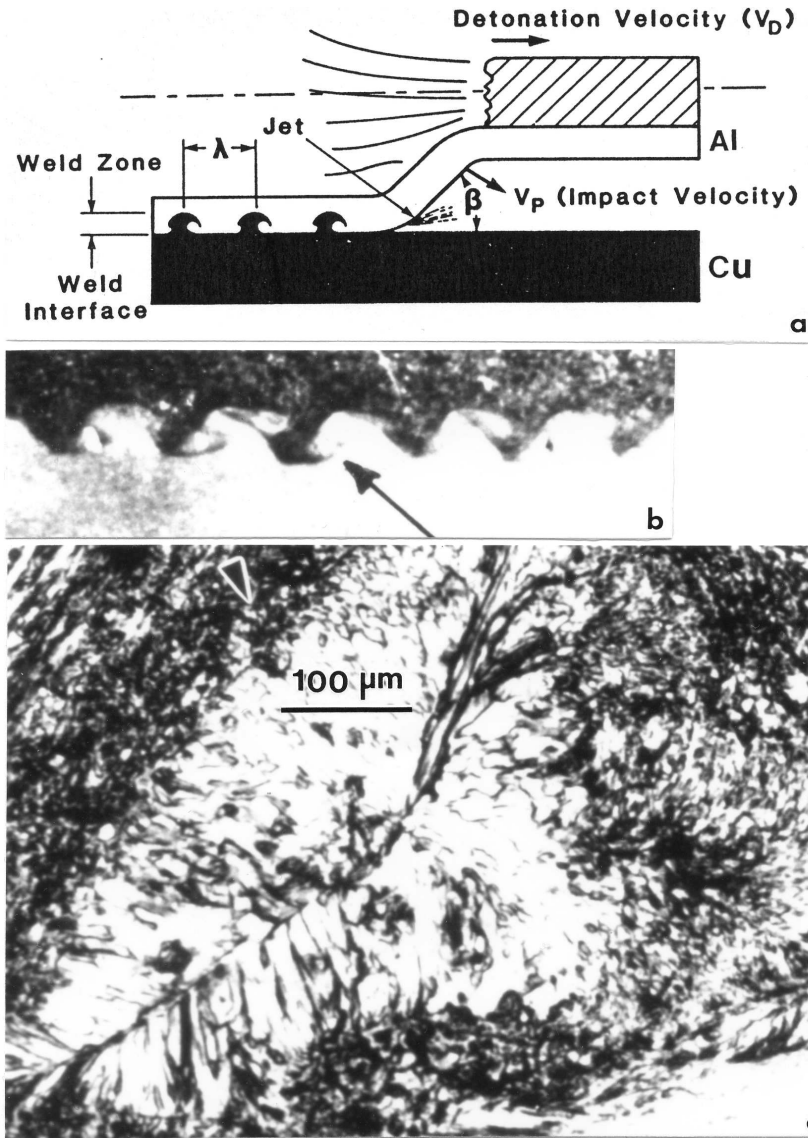 Detonation Velocity (VD)
Jet
λ
Al
Weld Zone
VP (Impact Velocity)
β
Cu
Weld
Interface
a
b
100 μm